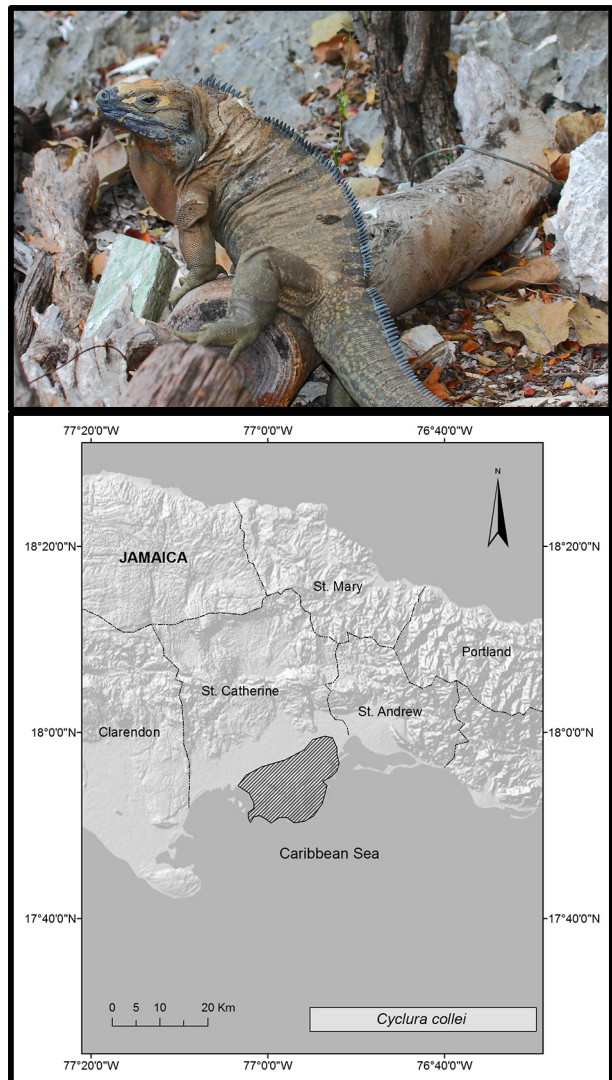 77°20'0"W
77°0'0"W
76°40'0"W
N
18°20'0"N
18°20'0"N
JAMAICA
St. Mary
Portland
St. Catherine
St. Andrew
Clarendon
18°0'0"N
18°0'0"N
Caribbean Sea
17°40'0"N
17°40'0"N
0 5 10 20 Km
Cyclura collei
77°20'0"W
77°0'0"W
76°40'0"W